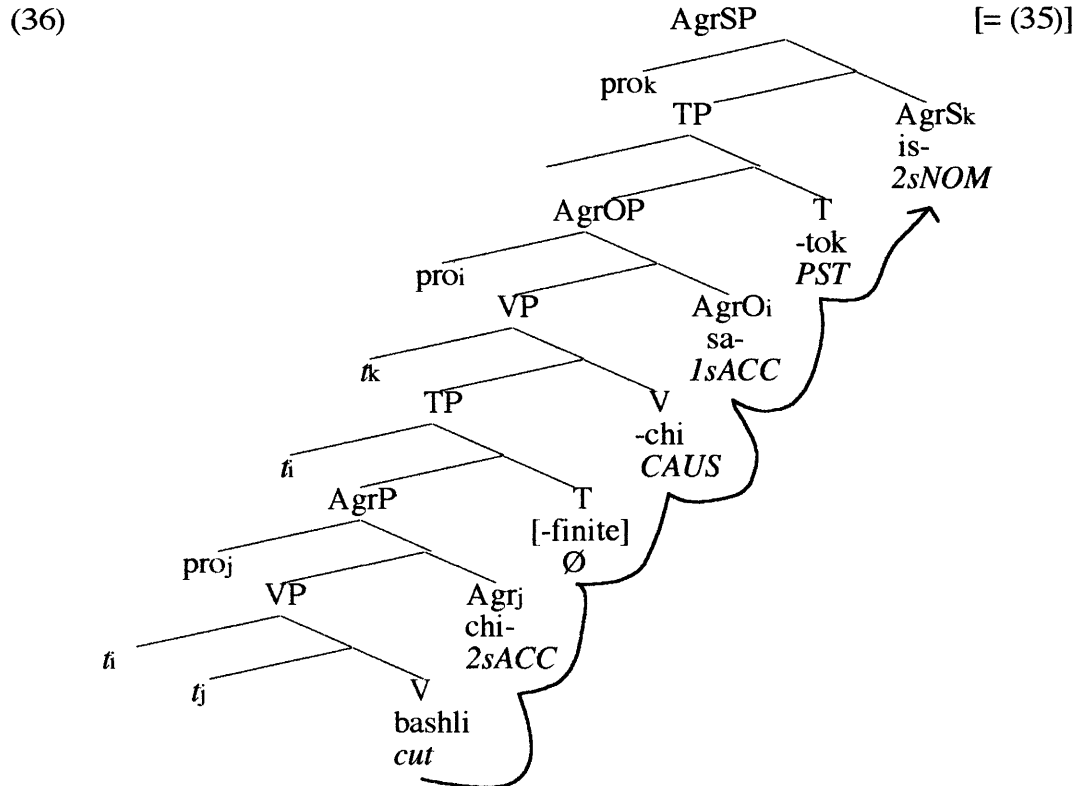 (36) AgrSP [= (35)]
prok
TP AgrSk
is-
2sNOM
AgrOP T
-tok
PST
proi
VP AgrOi
sa-
1sACC
tk
TP V
-chi
CAUS
ti
AgrP T
[-finite]
Ø
proj
VP Agrj
chi-
2sACC
ti
tj V
bashli
cut